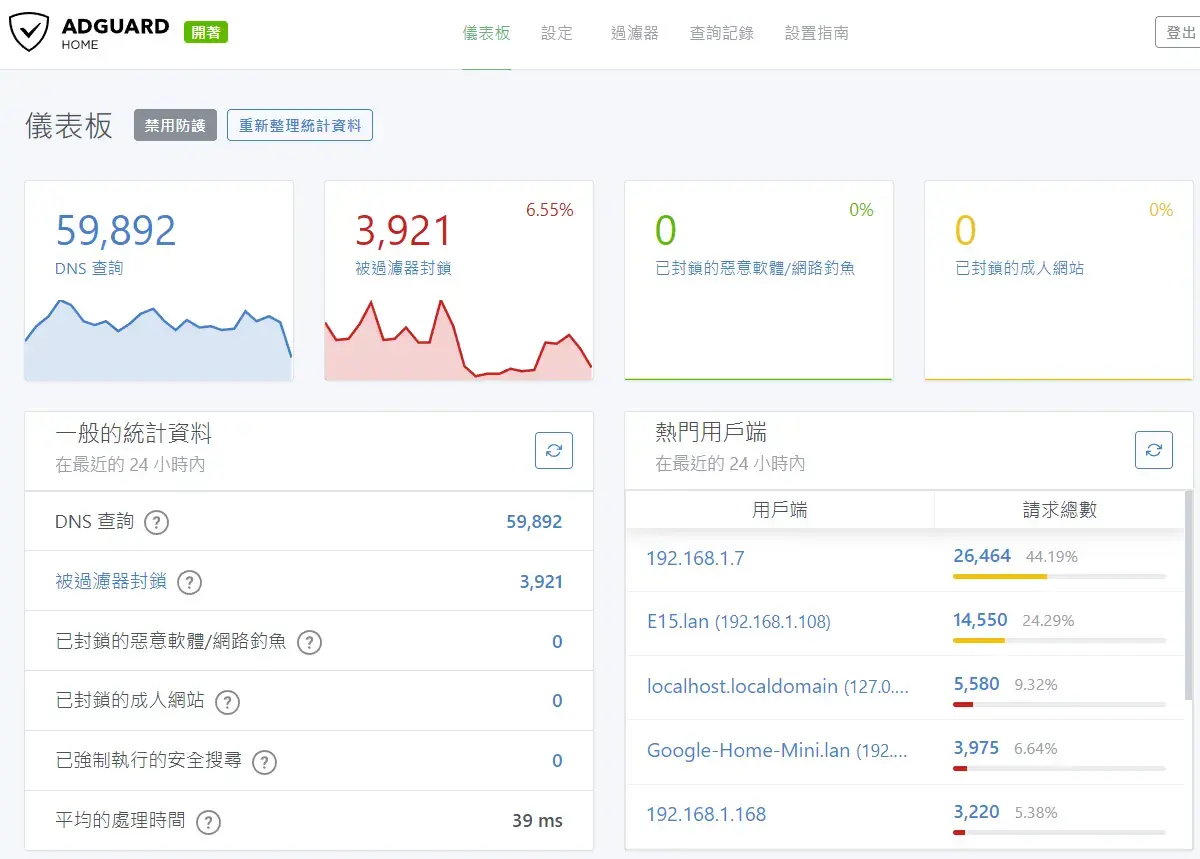 ADGUARD
HOME
開著
儀表板 設定 過濾器 查詢記錄 設置指南
登出
儀表板 禁用防護 重新整理統計資料
59,892
DNS 查詢
6.55%
3,921
被過濾器封鎖
0%
0
已封鎖的惡意軟體/網路釣魚
0%
0
已封鎖的成人網站
一般的統計資料
在最近的 24 小時內
DNS 查詢 ? 59,892
被過濾器封鎖 ? 3,921
已封鎖的惡意軟體/網路釣魚 ? 0
已封鎖的成人網站 ? 0
已強制執行的安全搜尋 ? 0
平均的處理時間 ? 39 ms
熱門用戶端
在最近的 24 小時內
用戶端 請求總數
192.168.1.7 26,464 44.19%
E15.lan (192.168.1.108) 14,550 24.29%
localhost.localdomain (127.0.... 5,580 9.32%
Google-Home-Mini.lan (192.... 3,975 6.64%
192.168.1.168 3,220 5.38%